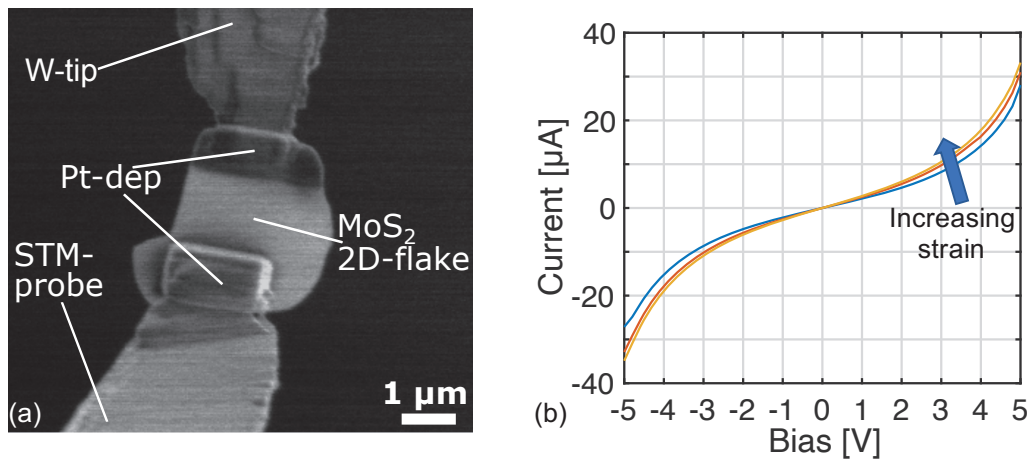 W-tip
Pt-dep
MoS₂
2D-flake
STM-
probe
1 µm
(a)
40
20
0
-20
-40
Current [µA]
Increasing
strain
-5 -4 -3 -2 -1 0 1 2 3 4 5
Bias [V]
(b)